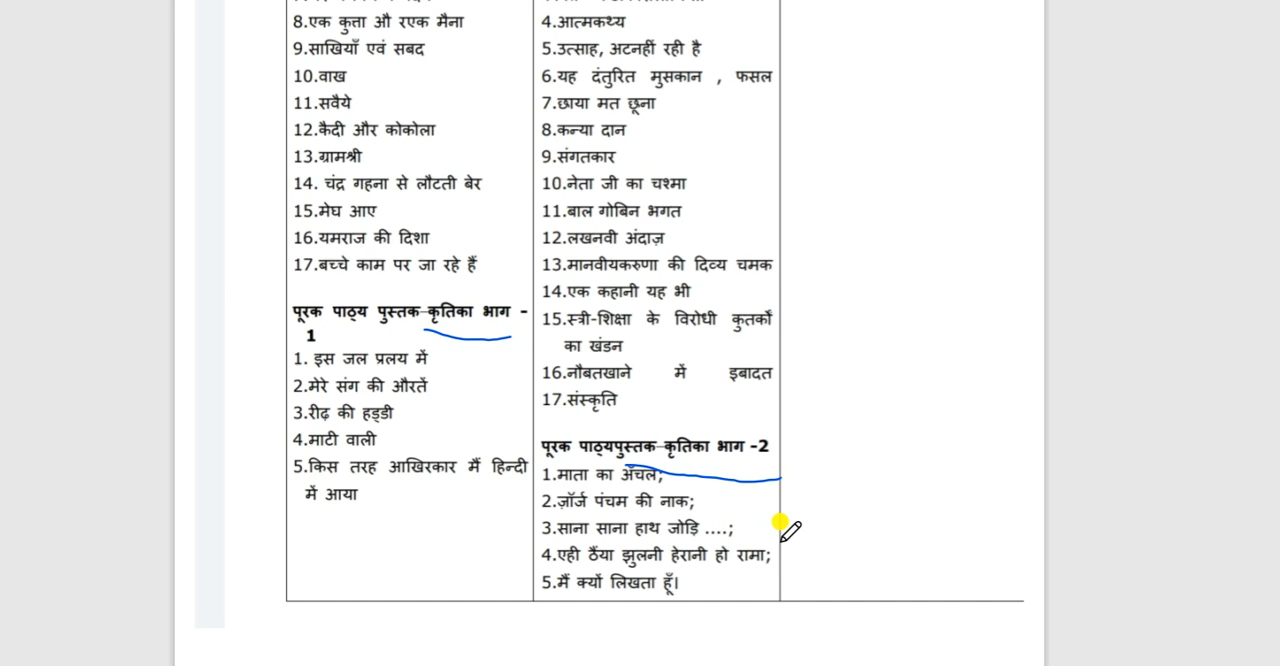 8.एक कुत्ता औ रएक मैना
9.साखियाँ एवं सबद
10.वाख
11.सवैये
12.कैदी और कोकोला
13.ग्रामश्री
14. चंद्र गहना से लौटती बेर
15.मेघ आए
16.यमराज की दिशा
17.बच्चे काम पर जा रहे हैं
पूरक पाठ्य पुस्तक-कृतिका भाग -
1
1. इस जल प्रलय में
2.मेरे संग की औरतें
3.रीढ़ की हड्डी
4.माटी वाली
5.किस तरह आखिरकार मैं हिन्दी
में आया
4.आत्मकथ्य
5.उत्साह, अटनहीं रही है
6.यह दंतुरित मुसकान , फसल
7.छाया मत छूना
8.कन्या दान
9.संगतकार
10.नेता जी का चश्मा
11.बाल गोबिन भगत
12.लखनवी अंदाज़
13.मानवीयकरुणा की दिव्य चमक
14.एक कहानी यह भी
15.स्त्री-शिक्षा के विरोधी कुतर्कों
का खंडन
16.नौबतखाने में इबादत
17.संस्कृति
पूरक पाठ्यपुस्तक-कृतिका भाग -2
1.माता का अँचल;
2.ज़ॉर्ज पंचम की नाक;
3.साना साना हाथ जोड़ि ....;
4.एही ठैंया झुलनी हेरानी हो रामा;
5.मैं क्यों लिखता हूँ।